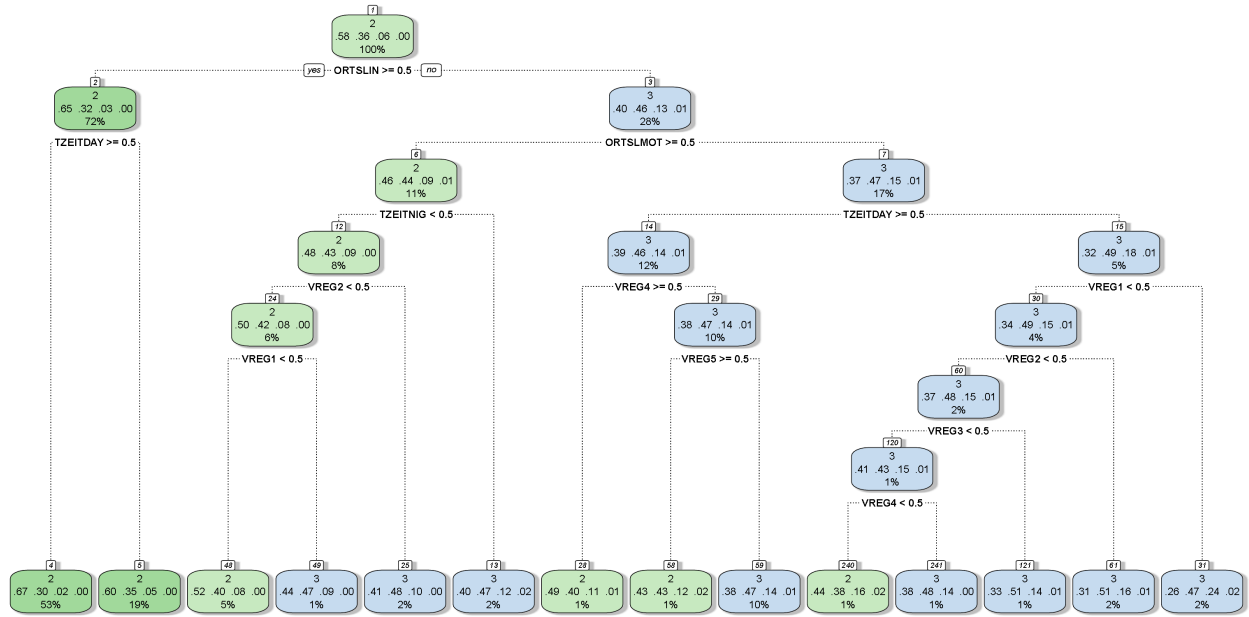 1
2
.58 .36 .06 .00
100%
yes ORTSLIN >= 0.5 no
2
2
.65 .32 .03 .00
72%
3
3
.40 .46 .13 .01
28%
TZEITDAY >= 0.5
ORTSLMOT >= 0.5
6
2
.46 .44 .09 .01
11%
7
3
.37 .47 .15 .01
17%
TZEITNIG < 0.5
TZEITDAY >= 0.5
12
2
.48 .43 .09 .00
8%
14
3
.39 .46 .14 .01
12%
15
3
.32 .49 .18 .01
5%
VREG2 < 0.5
VREG4 >= 0.5
VREG1 < 0.5
24
2
.50 .42 .08 .00
6%
29
3
.38 .47 .14 .01
10%
30
3
.34 .49 .15 .01
4%
VREG1 < 0.5
VREG5 >= 0.5
VREG2 < 0.5
60
3
.37 .48 .15 .01
2%
VREG3 < 0.5
120
3
.41 .43 .15 .01
1%
VREG4 < 0.5
4
2
.67 .30 .02 .00
53%
5
2
.60 .35 .05 .00
19%
48
2
.52 .40 .08 .00
5%
49
3
.44 .47 .09 .00
1%
25
3
.41 .48 .10 .00
2%
13
3
.40 .47 .12 .02
2%
28
2
.49 .40 .11 .01
1%
58
2
.43 .43 .12 .02
1%
59
3
.38 .47 .14 .01
10%
240
2
.44 .38 .16 .02
1%
241
3
.38 .48 .14 .00
1%
121
3
.33 .51 .14 .01
1%
61
3
.31 .51 .16 .01
2%
31
3
.26 .47 .24 .02
2%